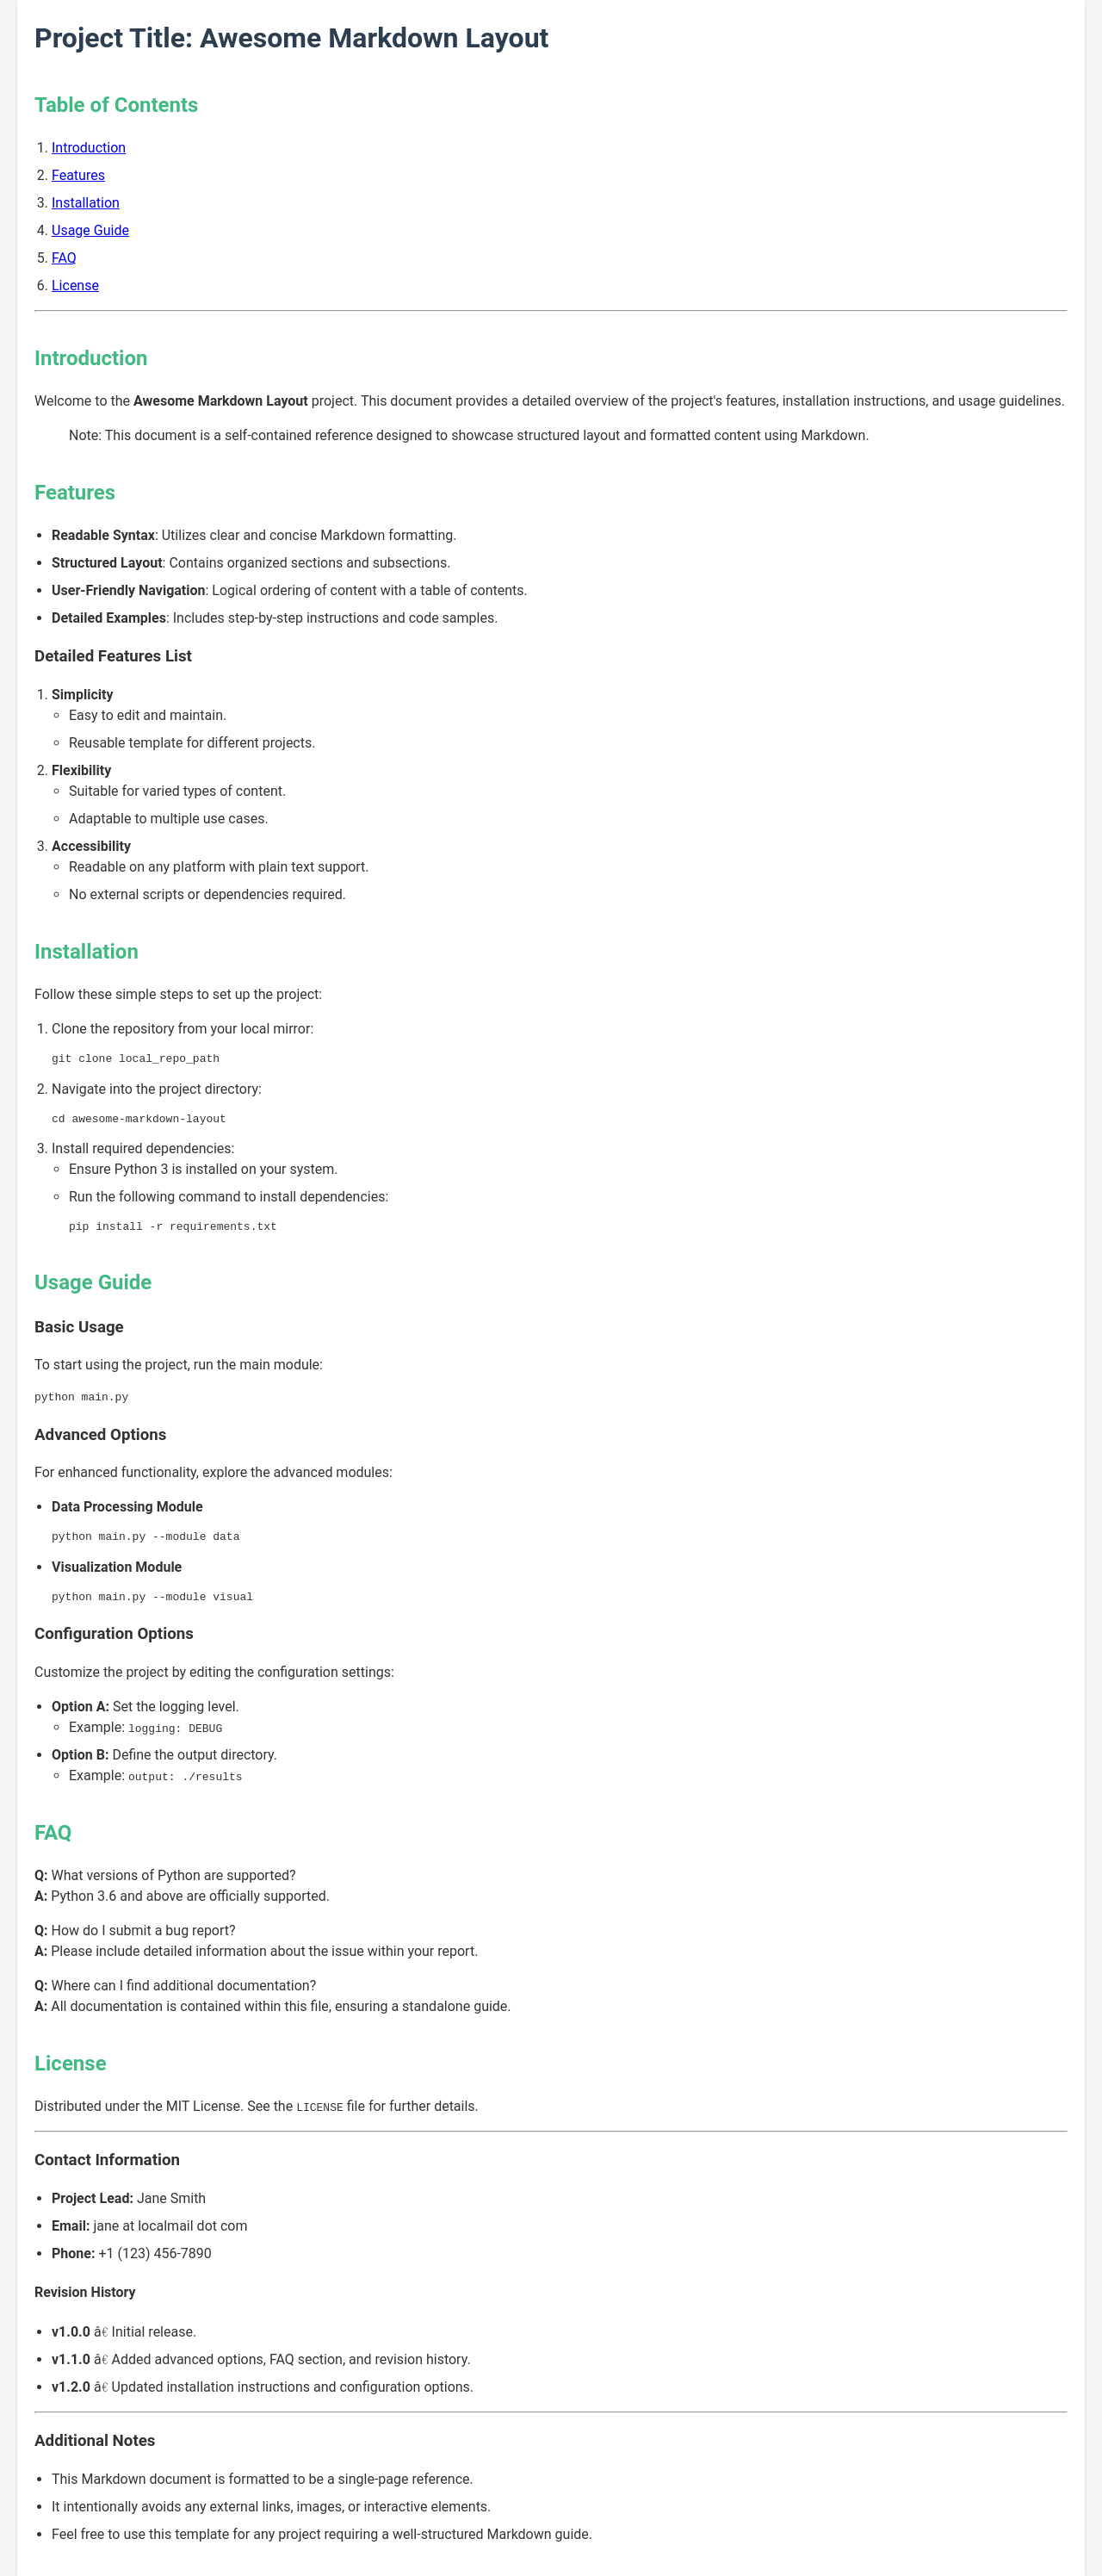 Project Title: Awesome Markdown Layout
Table of Contents
1. Introduction
2. Features
3. Installation
4. Usage Guide
5. FAQ
6. License
Introduction
Welcome to the Awesome Markdown Layout project. This document provides a detailed overview of the project's features, installation instructions, and usage guidelines.
Note: This document is a self-contained reference designed to showcase structured layout and formatted content using Markdown.
Features
• Readable Syntax: Utilizes clear and concise Markdown formatting.
• Structured Layout: Contains organized sections and subsections.
• User-Friendly Navigation: Logical ordering of content with a table of contents.
• Detailed Examples: Includes step-by-step instructions and code samples.
Detailed Features List
1. Simplicity
◦ Easy to edit and maintain.
◦ Reusable template for different projects.
2. Flexibility
◦ Suitable for varied types of content.
◦ Adaptable to multiple use cases.
3. Accessibility
◦ Readable on any platform with plain text support.
◦ No external scripts or dependencies required.
Installation
Follow these simple steps to set up the project:
1. Clone the repository from your local mirror:
git clone local_repo_path
2. Navigate into the project directory:
cd awesome-markdown-layout
3. Install required dependencies:
◦ Ensure Python 3 is installed on your system.
◦ Run the following command to install dependencies:
pip install -r requirements.txt
Usage Guide
Basic Usage
To start using the project, run the main module:
python main.py
Advanced Options
For enhanced functionality, explore the advanced modules:
• Data Processing Module
python main.py --module data
• Visualization Module
python main.py --module visual
Configuration Options
Customize the project by editing the configuration settings:
• Option A: Set the logging level.
◦ Example: logging: DEBUG
• Option B: Define the output directory.
◦ Example: output: ./results
FAQ
Q: What versions of Python are supported?
A: Python 3.6 and above are officially supported.
Q: How do I submit a bug report?
A: Please include detailed information about the issue within your report.
Q: Where can I find additional documentation?
A: All documentation is contained within this file, ensuring a standalone guide.
License
Distributed under the MIT License. See the LICENSE file for further details.
Contact Information
• Project Lead: Jane Smith
• Email: jane at localmail dot com
• Phone: +1 (123) 456-7890
Revision History
• v1.0.0 â€ Initial release.
• v1.1.0 â€ Added advanced options, FAQ section, and revision history.
• v1.2.0 â€ Updated installation instructions and configuration options.
Additional Notes
• This Markdown document is formatted to be a single-page reference.
• It intentionally avoids any external links, images, or interactive elements.
• Feel free to use this template for any project requiring a well-structured Markdown guide.